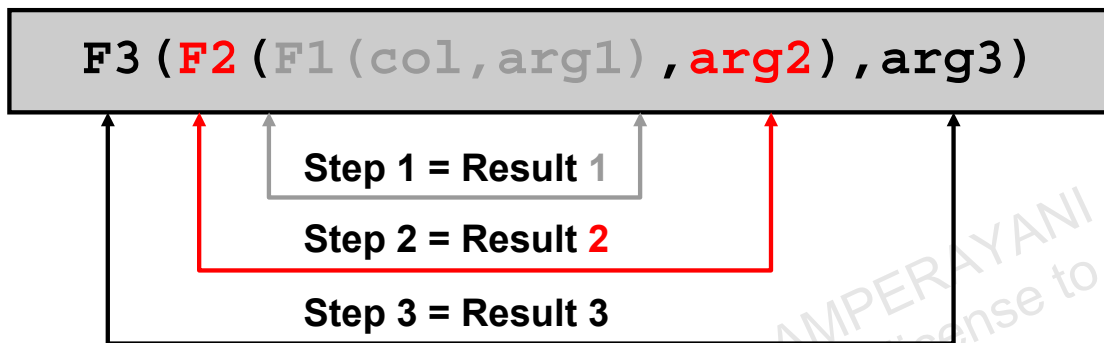 F3(F2(F1(col,arg1),arg2),arg3)
Step 1 = Result 1
Step 2 = Result 2
Step 3 = Result 3